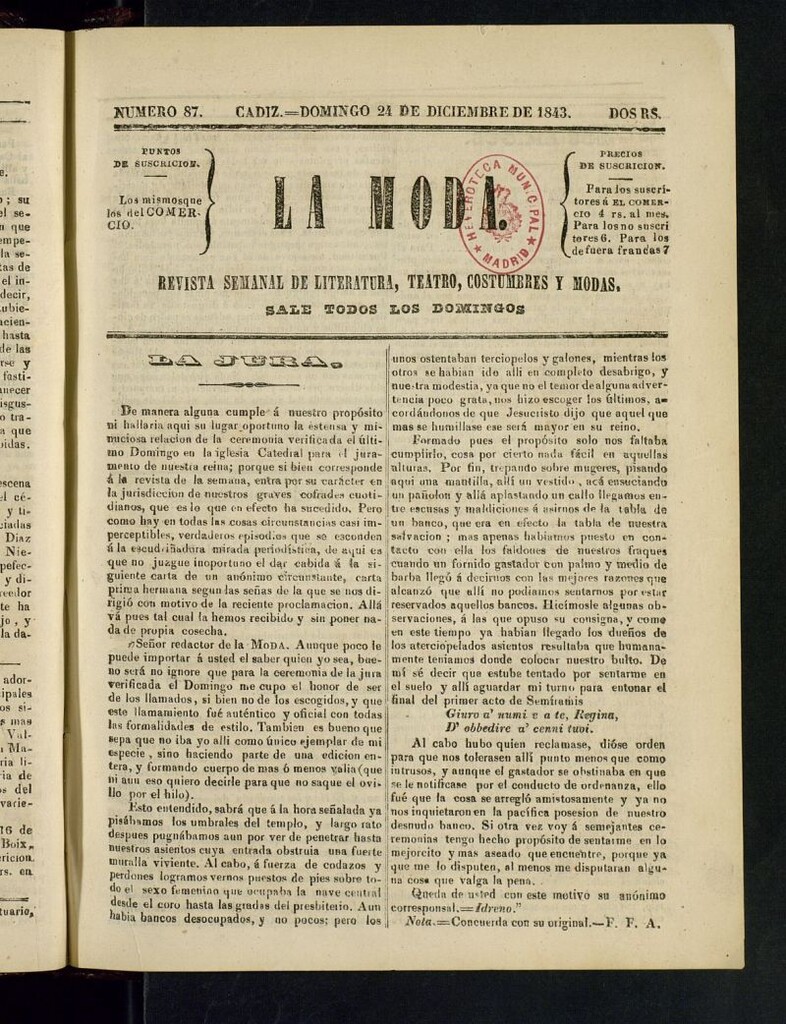 NUMERO 87. CADIZ.=DOMINGO 24 DE DICIEMBRE DE 1843. DOS RS.
PUNTOS
DE SUSCRICION.
Los mismos que
los del COMER-
CIO.
LA MODA.
HEMEROTECA MUNICIPAL
★ MADRID ★
PRECIOS
DE SUSCRICION.
Para los suscri-
tores á EL COMER-
CIO 4 rs. al mes.
Para los no suscri
tores 6. Para los
de fuera francas 7
REVISTA SEMANAL DE LITERATURA, TEATRO, COSTUMBRES Y MODAS.
SALE TODOS LOS DOMINGOS
LA JURA.
De manera alguna cumple á nuestro propósito
ni hallaria aqui su lugar oportuno la estensa y mi-
nuciosa relacion de la ceremonia verificada el últi-
mo Domingo en la iglesia Catedral para el jura-
mento de nuestra reina; porque si bien corresponde
á la revista de la semana, entra por su carácter en
la jurisdiccion de nuestros graves cofrades cuoti-
dianos, que es lo que en efecto ha sucedido. Pero
como hay en todas las cosas circunstancias casi im-
perceptibles, verdaderos episodios que se esconden
á la escudriñadora mirada periodística, de aqui es
que no juzgue inoportuno el dar cabida á la si-
guiente carta de un anónimo circunstante, carta
prima hermana segun las señas de la que se nos di-
rigió con motivo de la reciente proclamacion. Allá
vá pues tal cual la hemos recibido y sin poner na-
da de propia cosecha.
"Señor redactor de la MODA. Aunque poco le
puede importar á usted el saber quien yo sea, bue-
no será no ignore que para la ceremonia de la jura
verificada el Domingo me cupo el honor de ser
de los llamados, si bien no de los escogidos, y que
este llamamiento fué auténtico y oficial con todas
las formalidades de estilo. Tambien es bueno que
sepa que no iba yo alli como único ejemplar de mi
especie, sino haciendo parte de una edicion en-
tera, y formando cuerpo de mas ó menos valia (que
ni aun eso quiero decirle para que no saque el ovi-
llo por el hilo).
Esto entendido, sabrá que á la hora señalada ya
pisábamos los umbrales del templo, y largo rato
despues pugnábamos aun por ver de penetrar hasta
nuestros asientos cuya entrada obstruia una fuerte
muralla viviente. Al cabo, á fuerza de codazos y
perdones logramos vernos puestos de pies sobre to-
do el sexo femenino que ocupaba la nave central
desde el coro hasta las gradas del presbiterio. Aun
habia bancos desocupados, y no pocos; pero los
unos ostentaban terciopelos y galones, mientras los
otros se habian ido alli en completo desabrigo, y
nuestra modestia, ya que no el temor de alguna adver-
tencia poco grata, nos hizo escoger los últimos, a-
cordándonos de que Jesucristo dijo que aquel que
mas se humillase ese será mayor en su reino.
Formado pues el propósito solo nos faltaba
cumplirlo, cosa por cierto nada fácil en aquellas
alturas. Por fin, trepando sobre mugeres, pisando
aqui una mantilla, allí un vestido, acá ensuciando
un pañolon y allá aplastando un callo llegamos en-
tre escusas y maldiciones á asirnos de la tabla de
un banco, que era en efecto la tabla de nuestra
salvacion; mas apenas habiamos puesto en con-
tacto con ella los faldones de nuestros fraques
cuando un fornido gastador con palmo y medio de
barba llegó á decirnos con las mejores razones que
alcanzó que alli no podiamos sentarnos por estar
reservados aquellos bancos. Hicímosle algunas ob-
servaciones, á las que opuso su consigna, y como
en este tiempo ya habian llegado los dueños de
los aterciopelados asientos resultaba que humana-
mente teniamos donde colocar nuestro bulto. De
mí sé decir que estube tentado por sentarme en
el suelo y alli aguardar mi turno para entonar el
final del primer acto de Semíramis
Giuro a' numi e a te, Regina,
D' obbedire a' cenni tuoi.
Al cabo hubo quien reclamase, dióse orden
para que nos tolerasen alli punto menos que como
intrusos, y aunque el gastador se obstinaba en que
se le notificase por el conducto de ordenanza, ello
fué que la cosa se arregló amistosamente y ya no
nos inquietaron en la pacífica posesion de nuestro
desnudo banco. Si otra vez voy á semejantes ce-
remonias tengo hecho propósito de sentarme en lo
mejorcito y mas aseado que encuentre, porque ya
que me lo disputen, al menos me disputaran algu-
na cosa que valga la pena.
Queda de usted con este motivo su anónimo
corresponsal.=Idreno."
Nota.=Concuerda con su original.—F. F. A.